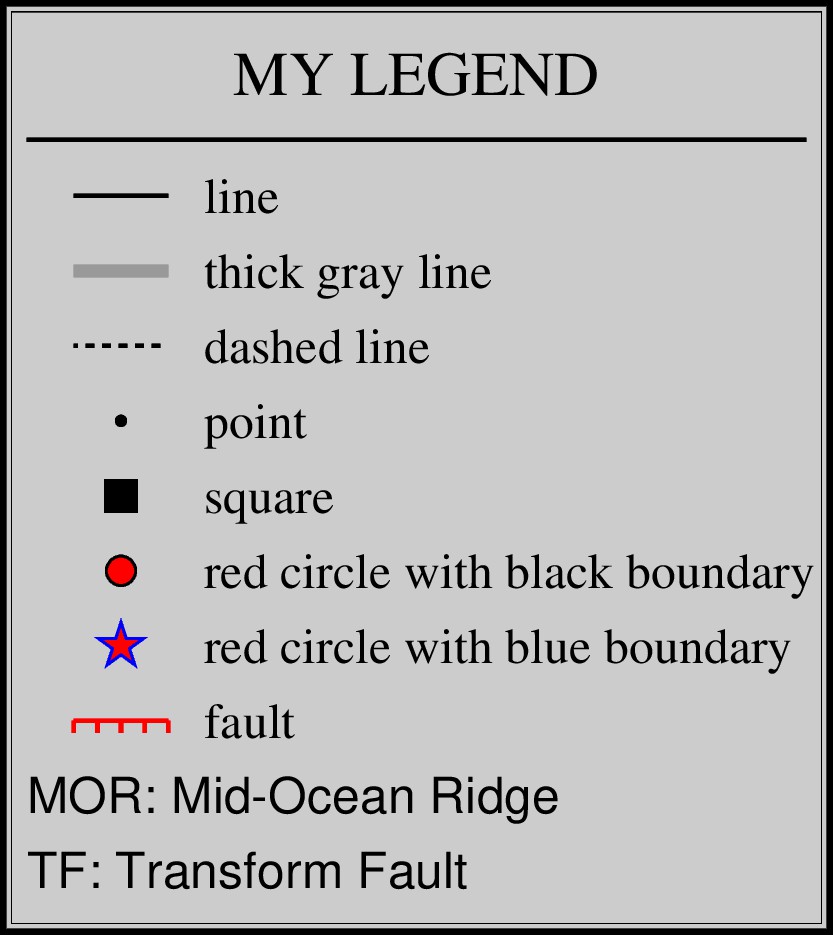 MY LEGEND
line
thick gray line
dashed line
point
square
red circle with black boundary
red circle with blue boundary
fault
MOR: Mid-Ocean Ridge
TF: Transform Fault